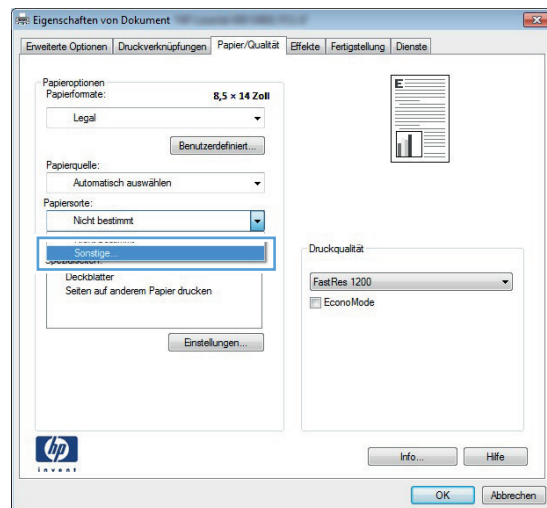 Eigenschaften von Dokument
Erweiterte Optionen Druckverknüpfungen Papier/Qualität Effekte Fertigstellung Dienste
Papieroptionen
Papierformate: 8,5 × 14 Zoll
Legal
Benutzerdefiniert...
Papierquelle:
Automatisch auswählen
Papiersorte:
Nicht bestimmt
Sonstige...
Deckblätter
Seiten auf anderem Papier drucken
Einstellungen...
E
Druckqualität
FastRes 1200
EconoMode
hp
invent
Info... Hilfe
OK Abbrechen